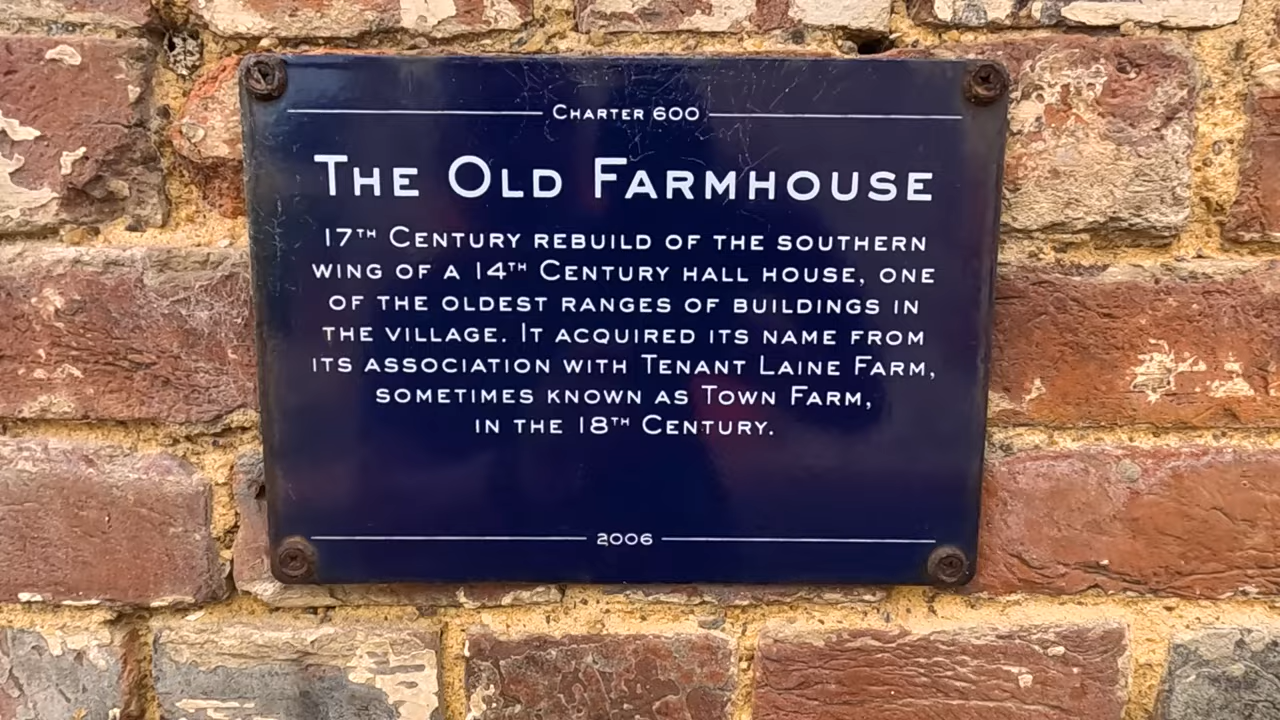 Charter 600
The Old Farmhouse
17th Century rebuild of the southern
wing of a 14th Century hall house, one
of the oldest ranges of buildings in
the village. It acquired its name from
its association with Tenant Laine Farm,
sometimes known as Town Farm,
in the 18th Century.
2006